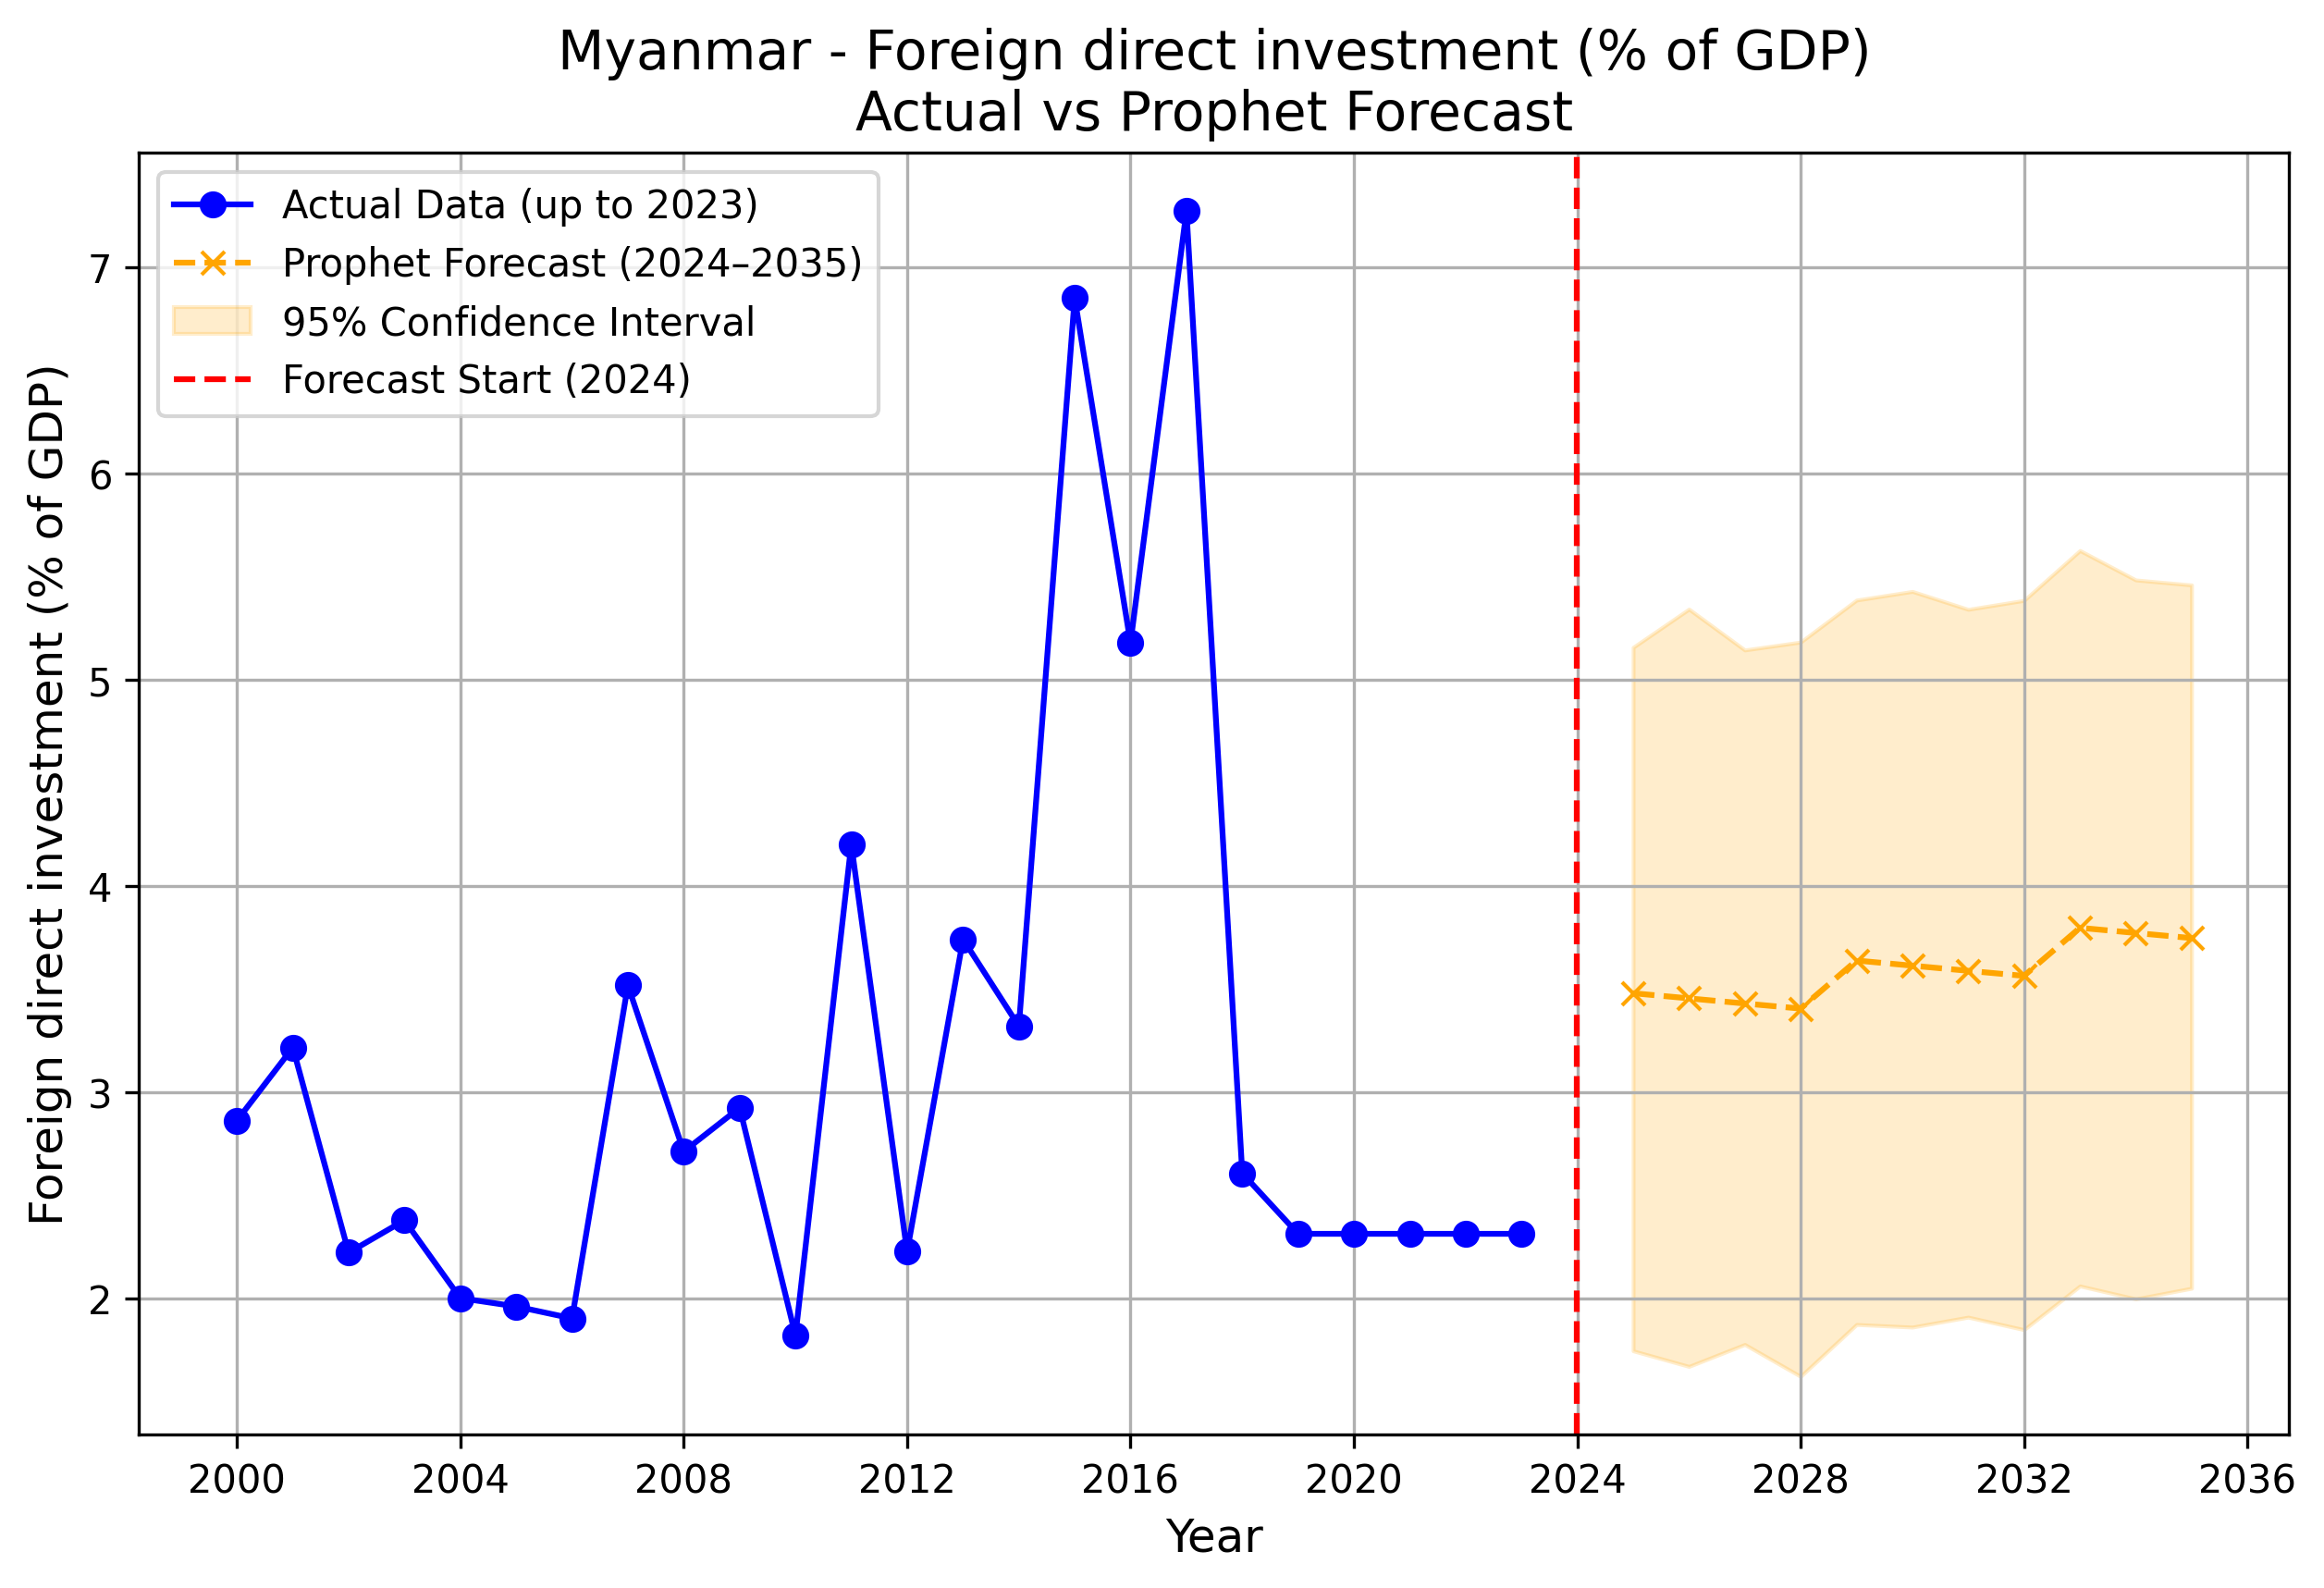 Myanmar - Foreign direct investment (% of GDP)
Actual vs Prophet Forecast
Actual Data (up to 2023)
Prophet Forecast (2024–2035)
95% Confidence Interval
Forecast Start (2024)
Foreign direct investment (% of GDP)
7
6
5
4
3
2
2000 2004 2008 2012 2016 2020 2024 2028 2032 2036
Year